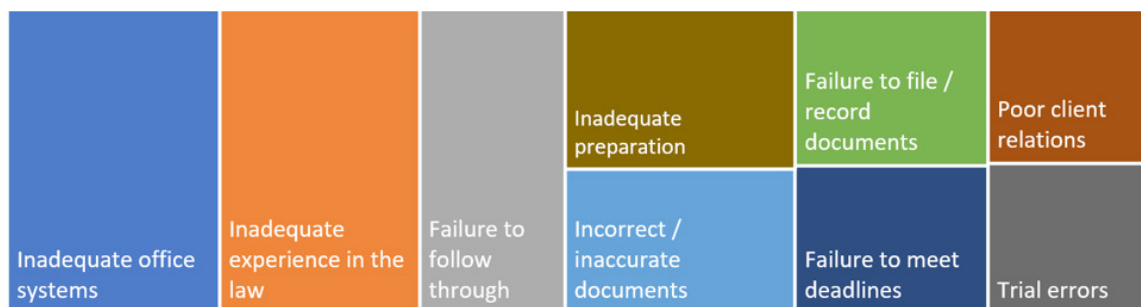 Inadequate office
systems
Inadequate
experience in the
law
Failure to
follow
through
Inadequate
preparation
Incorrect /
inaccurate
documents
Failure to file /
record
documents
Failure to meet
deadlines
Poor client
relations
Trial errors